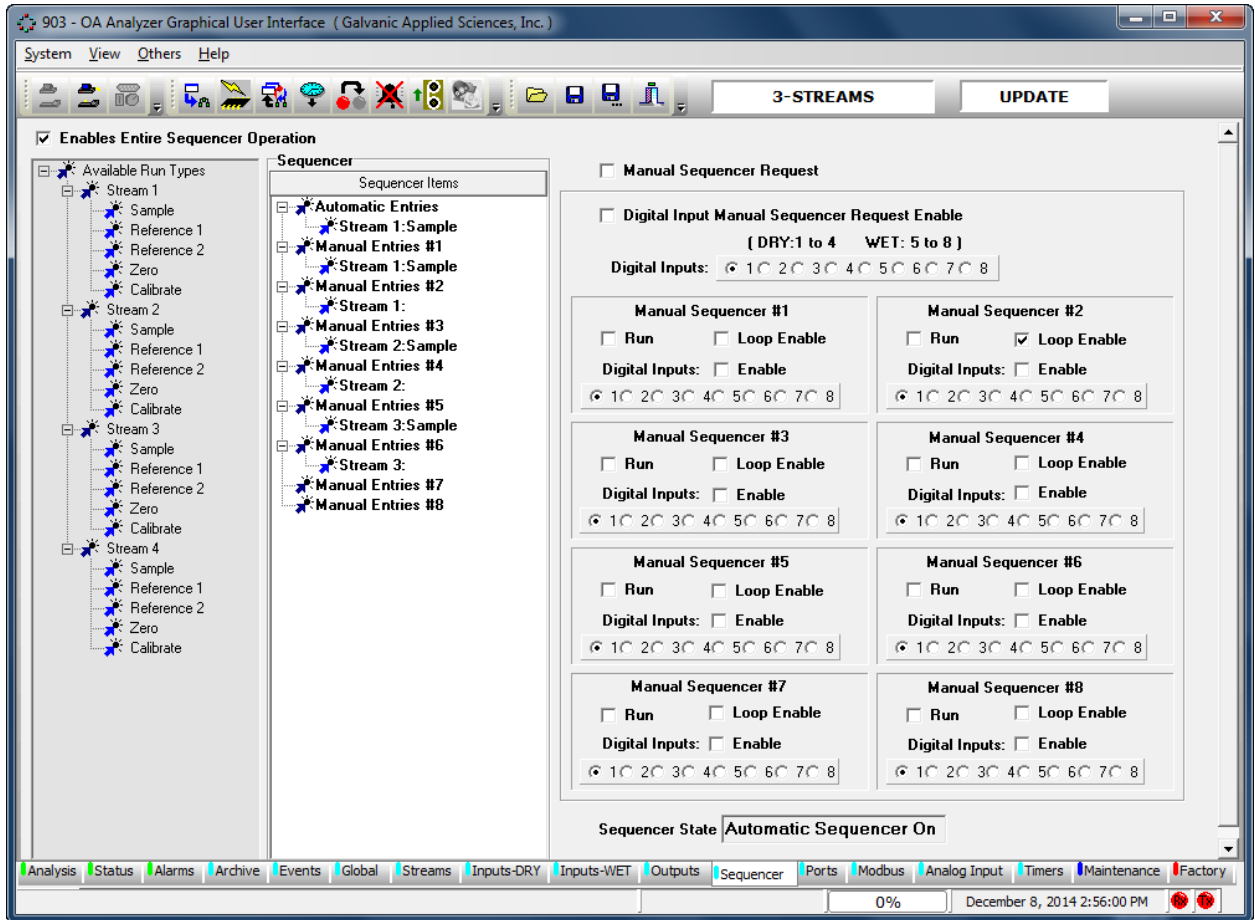 903 - OA Analyzer Graphical User Interface ( Galvanic Applied Sciences, Inc. )
System View Others Help
3-STREAMS UPDATE
Enables Entire Sequencer Operation
Available Run Types
Stream 1
Sample
Reference 1
Reference 2
Zero
Calibrate
Stream 2
Sample
Reference 1
Reference 2
Zero
Calibrate
Stream 3
Sample
Reference 1
Reference 2
Zero
Calibrate
Stream 4
Sample
Reference 1
Reference 2
Zero
Calibrate
Sequencer
Sequencer Items
Automatic Entries
Stream 1:Sample
Manual Entries #1
Stream 1:Sample
Manual Entries #2
Stream 1:
Manual Entries #3
Stream 2:Sample
Manual Entries #4
Stream 2:
Manual Entries #5
Stream 3:Sample
Manual Entries #6
Stream 3:
Manual Entries #7
Manual Entries #8
Manual Sequencer Request
Digital Input Manual Sequencer Request Enable
( DRY:1 to 4 WET: 5 to 8 )
Digital Inputs: 1 2 3 4 5 6 7 8
Manual Sequencer #1
Run Loop Enable
Digital Inputs: Enable
1 2 3 4 5 6 7 8
Manual Sequencer #2
Run Loop Enable
Digital Inputs: Enable
1 2 3 4 5 6 7 8
Manual Sequencer #3
Run Loop Enable
Digital Inputs: Enable
1 2 3 4 5 6 7 8
Manual Sequencer #4
Run Loop Enable
Digital Inputs: Enable
1 2 3 4 5 6 7 8
Manual Sequencer #5
Run Loop Enable
Digital Inputs: Enable
1 2 3 4 5 6 7 8
Manual Sequencer #6
Run Loop Enable
Digital Inputs: Enable
1 2 3 4 5 6 7 8
Manual Sequencer #7
Run Loop Enable
Digital Inputs: Enable
1 2 3 4 5 6 7 8
Manual Sequencer #8
Run Loop Enable
Digital Inputs: Enable
1 2 3 4 5 6 7 8
Sequencer State Automatic Sequencer On
Analysis Status Alarms Archive Events Global Streams Inputs-DRY Inputs-WET Outputs Sequencer Ports Modbus Analog Input Timers Maintenance Factory
0% December 8, 2014 2:56:00 PM Rx Tx